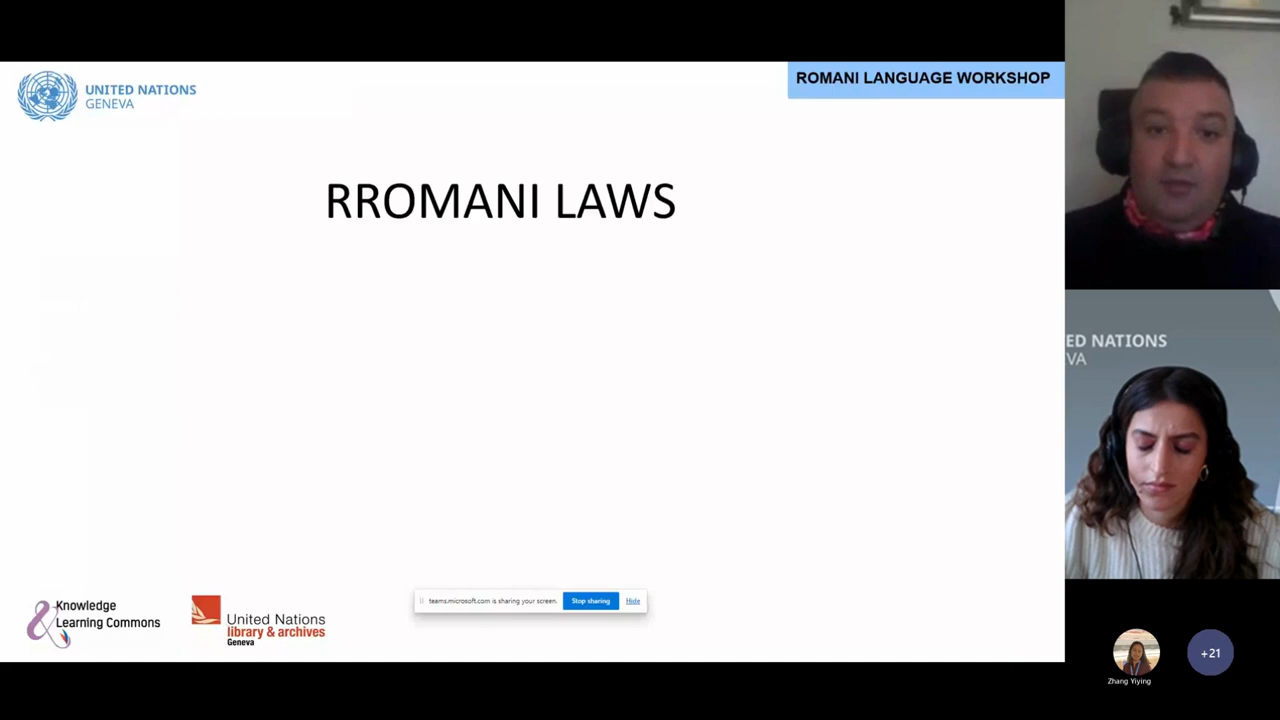 UNITED NATIONS
GENEVA
ROMANI LANGUAGE WORKSHOP
RROMANI LAWS
ED NATIONS
VA
Knowledge
Learning Commons
United Nations
library & archives
Geneva
teams.microsoft.com is sharing your screen.
Stop sharing
Hide
Zhang Yiying
+21